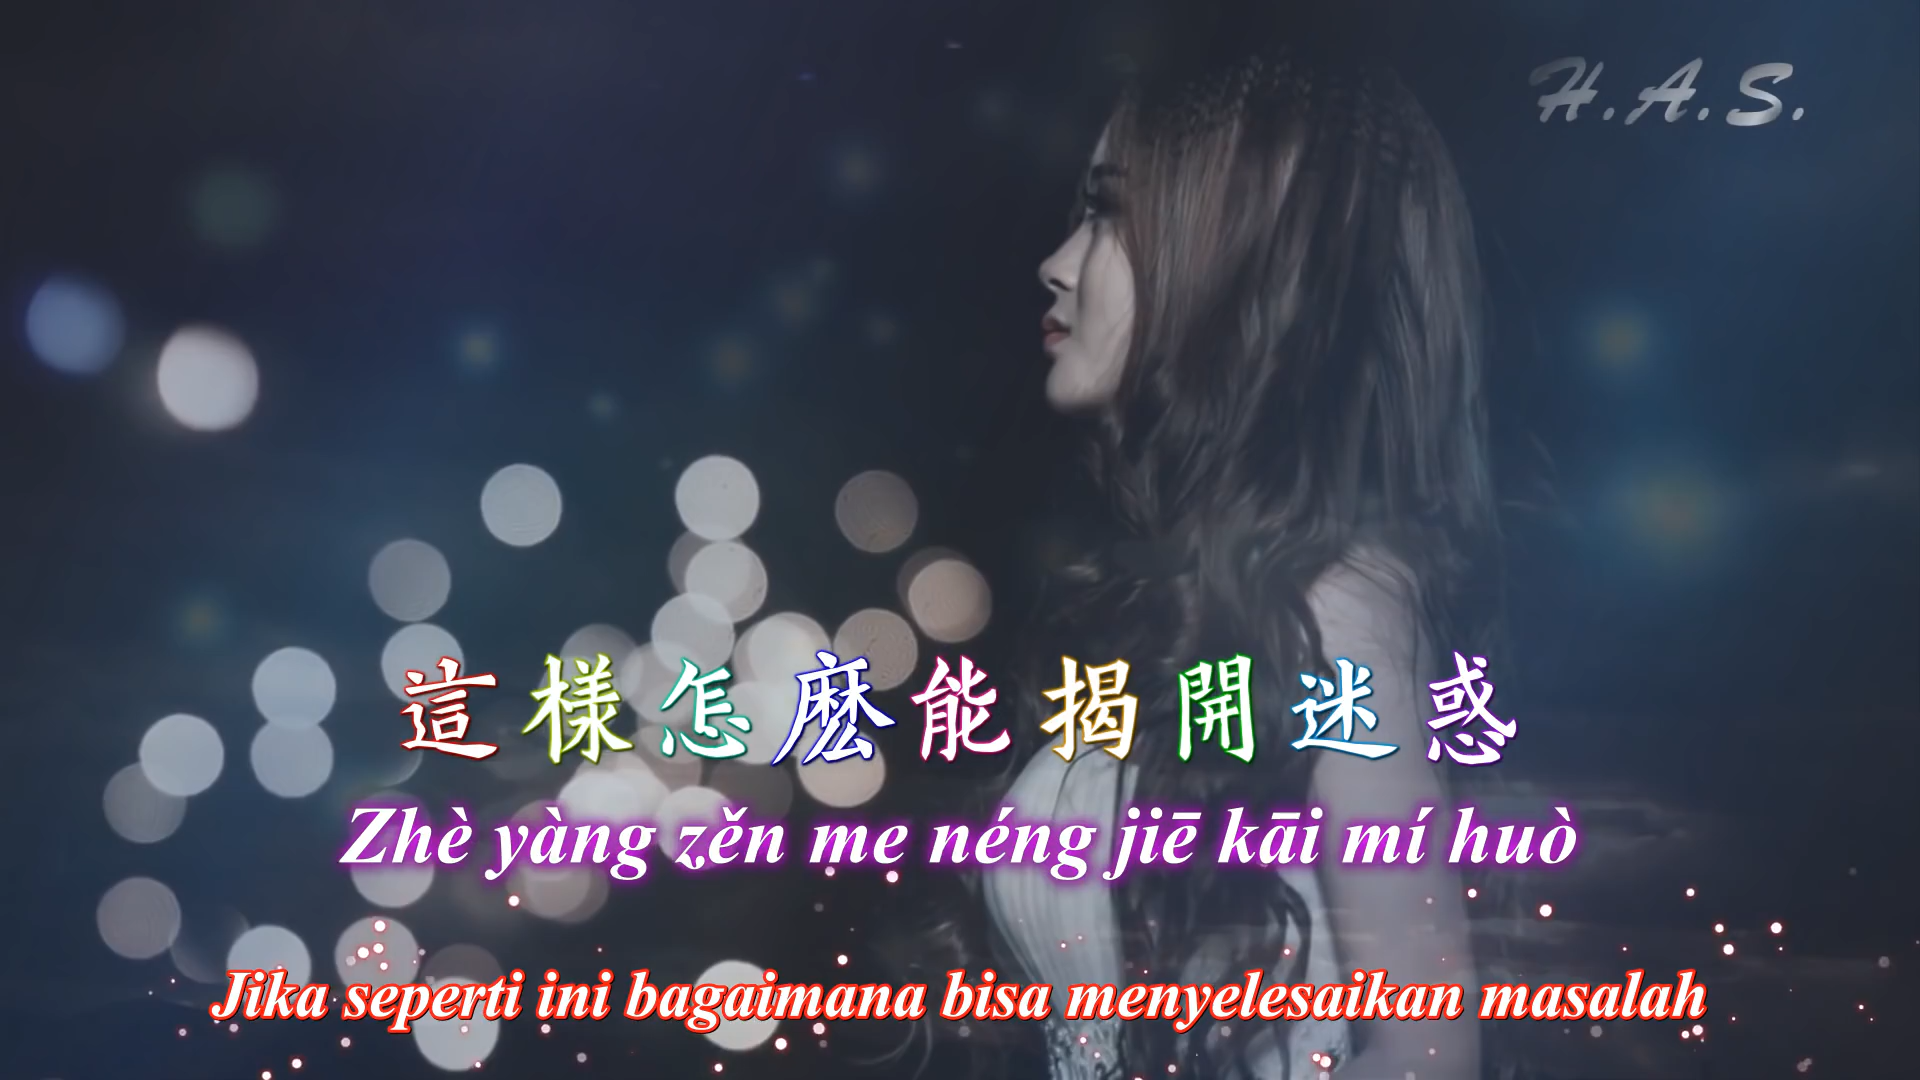 H.A.S.
這樣怎麼能揭開迷惑
Zhè yàng zěn me néng jiē kāi mí huò
Jika seperti ini bagaimana bisa menyelesaikan masalah